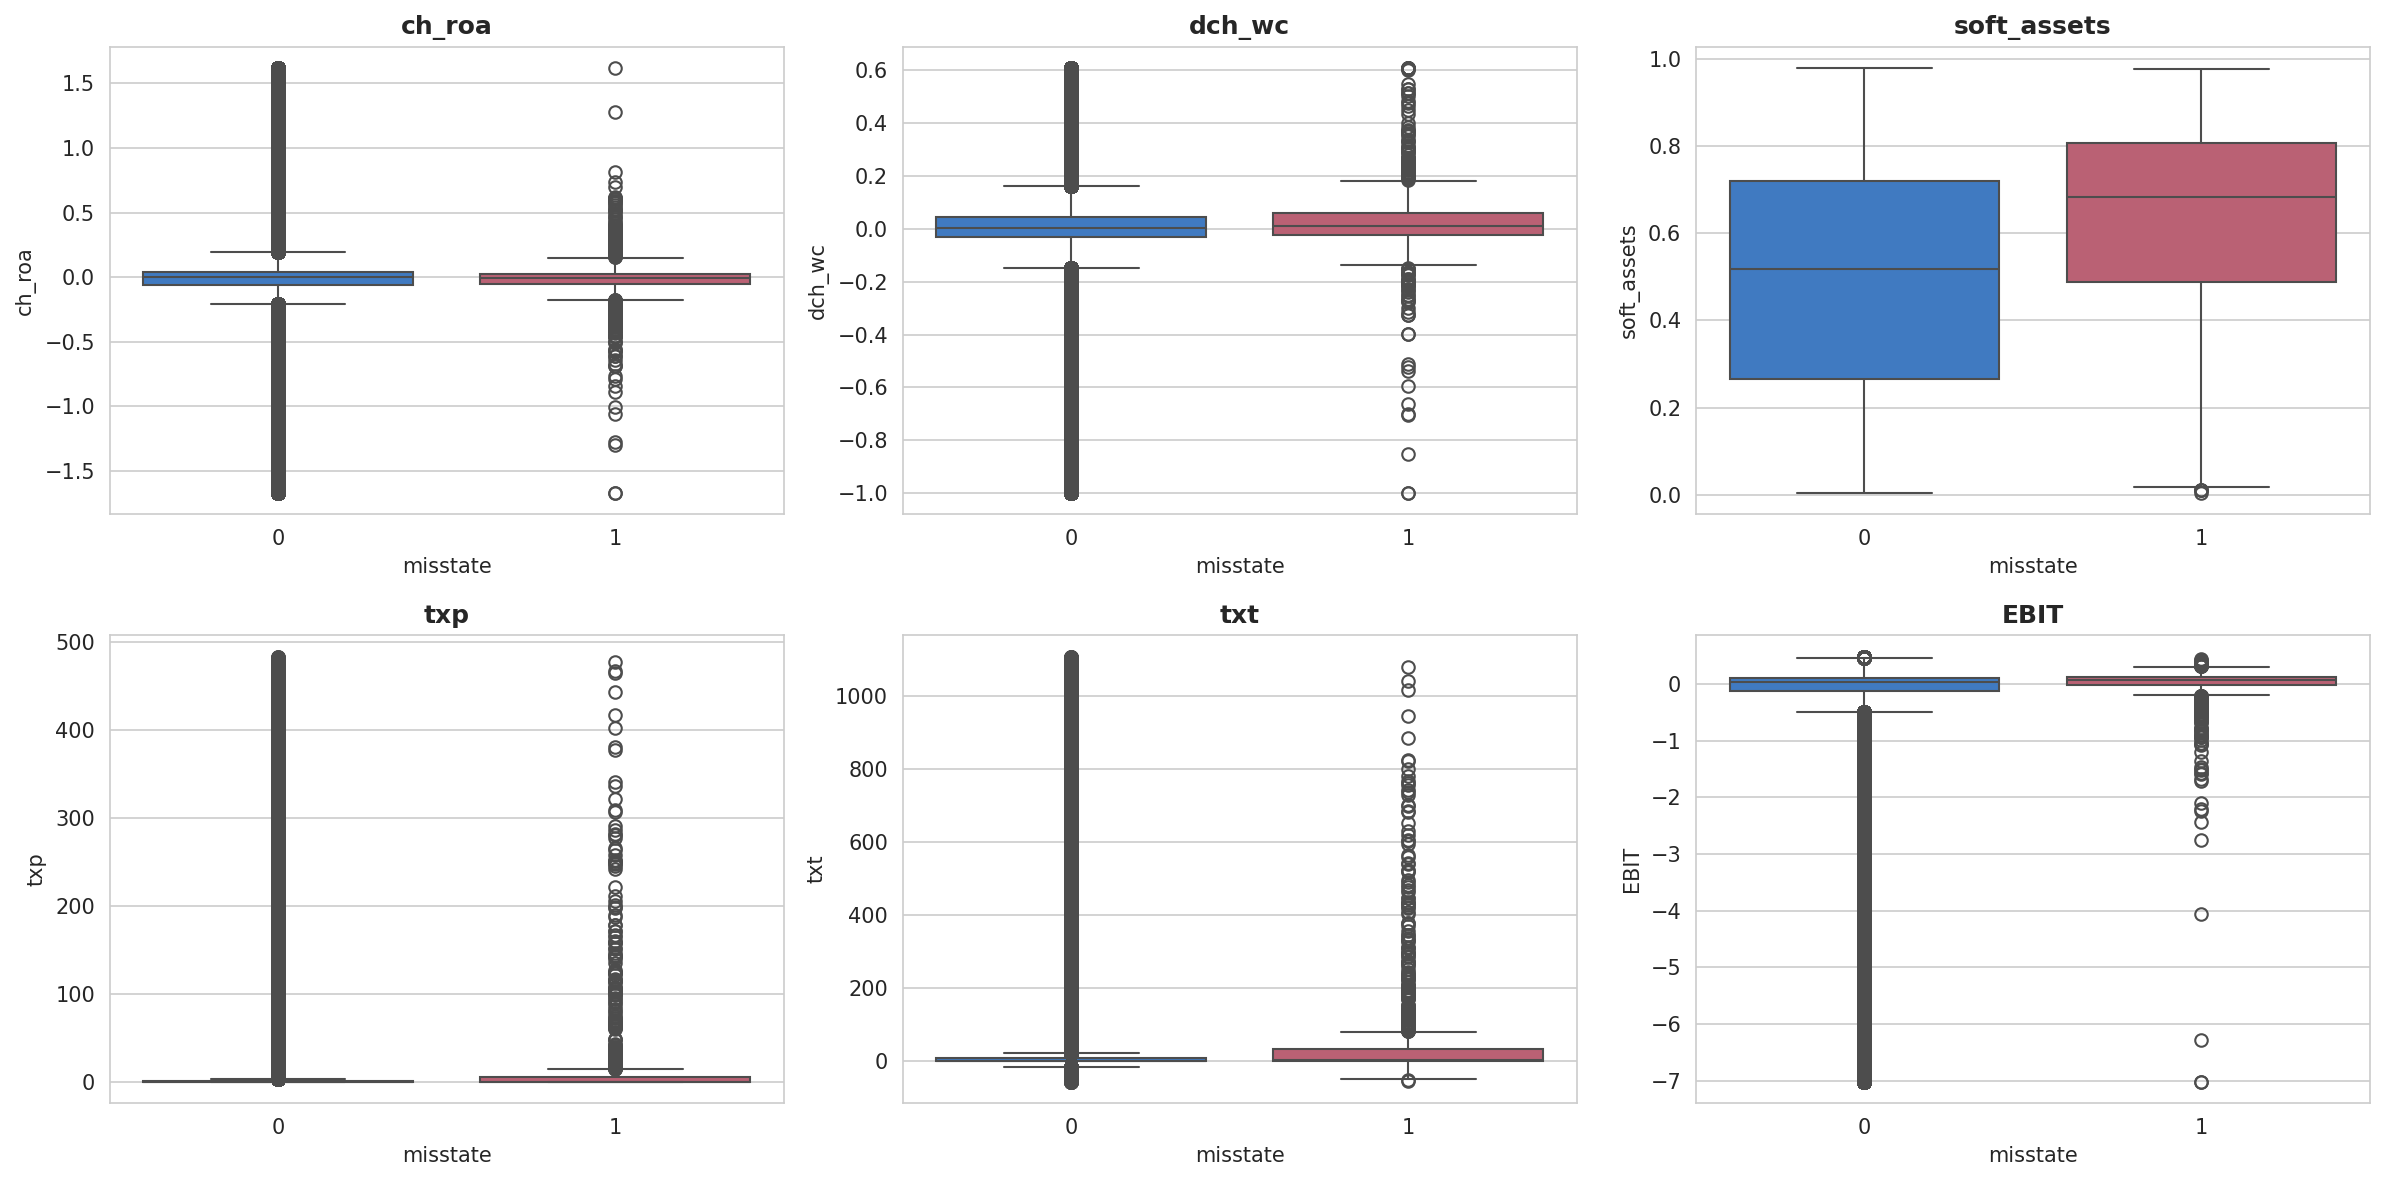 ch_roa
1.5
1.0
0.5
0.0
−0.5
−1.0
−1.5
ch_roa
0 1
misstate
dch_wc
0.6
0.4
0.2
0.0
−0.2
−0.4
−0.6
−0.8
−1.0
dch_wc
0 1
misstate
soft_assets
1.0
0.8
0.6
0.4
0.2
0.0
soft_assets
0 1
misstate
txp
500
400
300
200
100
0
txp
0 1
misstate
txt
1000
800
600
400
200
0
txt
0 1
misstate
EBIT
0
−1
−2
−3
−4
−5
−6
−7
EBIT
0 1
misstate